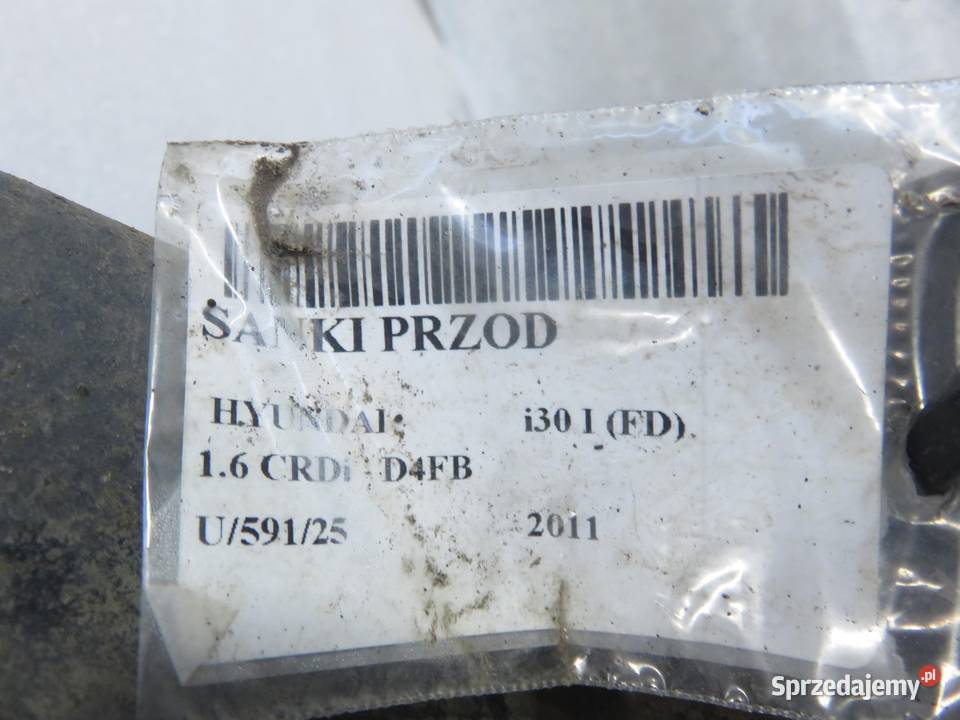 SANKI PRZOD
HYUNDAI i30 I (FD)
1.6 CRDi D4FB
U/591/25 2011
Sprzedajemy.pl